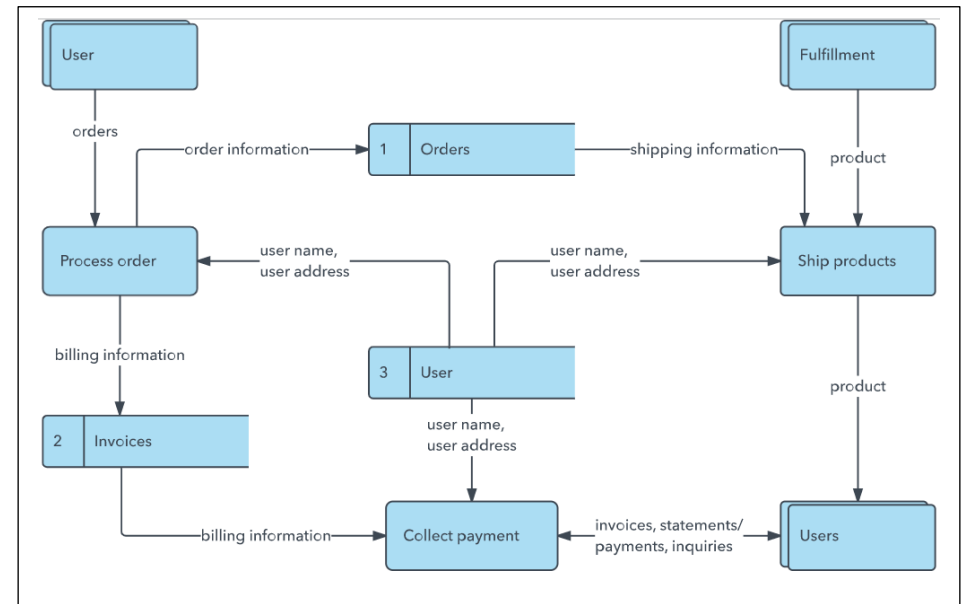 User
Fulfillment
orders
order information
1
Orders
shipping information
product
Process order
user name,
user address
user name,
user address
Ship products
billing information
3
User
product
2
Invoices
user name,
user address
billing information
Collect payment
invoices, statements/
payments, inquiries
Users